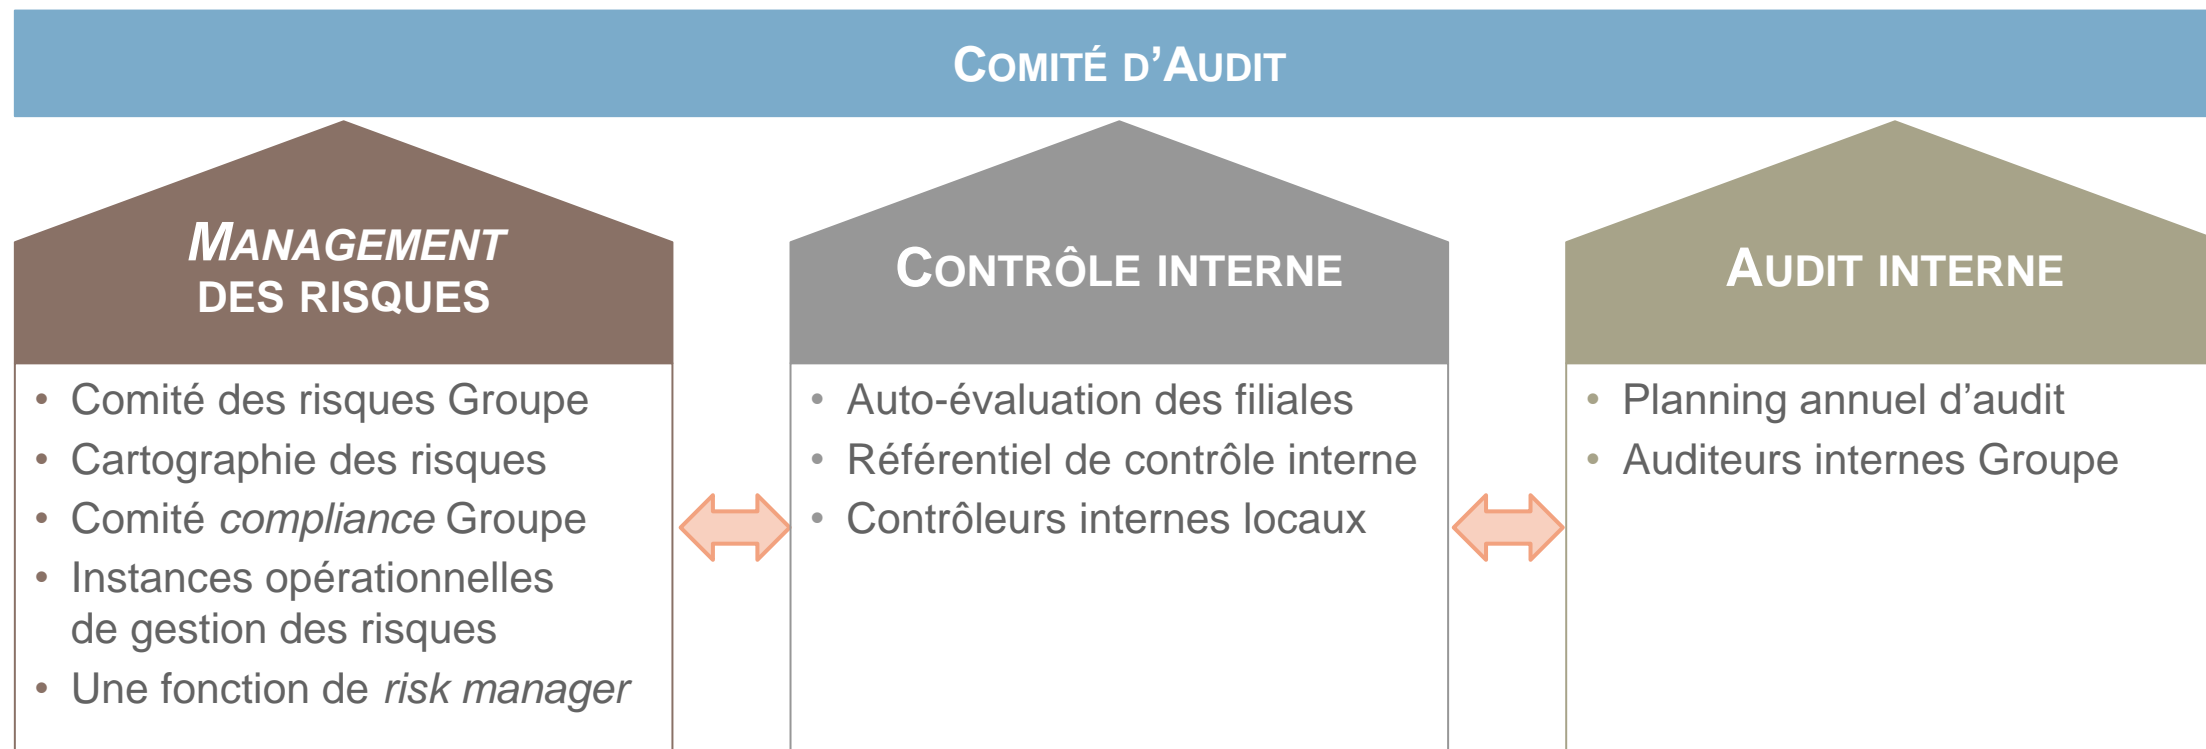 COMITÉ D’AUDIT
MANAGEMENT
DES RISQUES
• Comité des risques Groupe
• Cartographie des risques
• Comité compliance Groupe
• Instances opérationnelles
de gestion des risques
• Une fonction de risk manager
CONTRÔLE INTERNE
• Auto-évaluation des filiales
• Référentiel de contrôle interne
• Contrôleurs internes locaux
AUDIT INTERNE
• Planning annuel d’audit
• Auditeurs internes Groupe